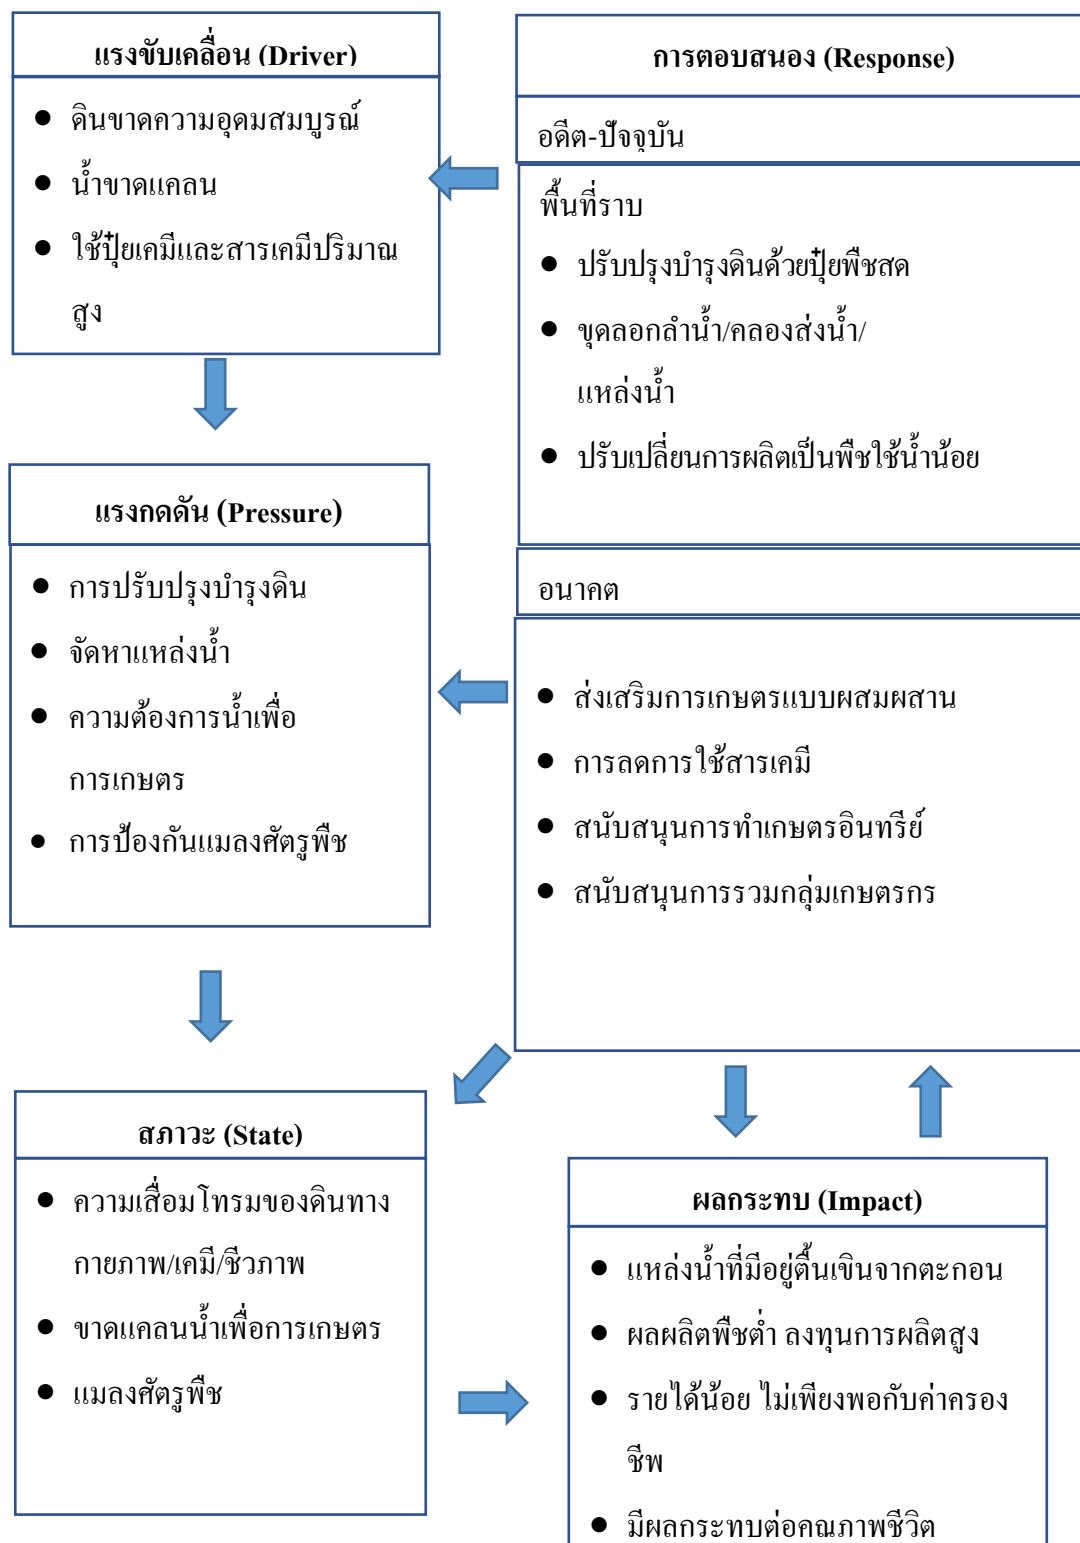 แรงขับเคลื่อน (Driver)
ดินขาดความอุดมสมบูรณ์
น้ำขาดแคลน
ใช้ปุ๋ยเคมีและสารเคมีปริมาณ
สูง
การตอบสนอง (Response)
อดีต-ปัจจุบัน
พื้นที่ราบ
ปรับปรุงบำรุงดินด้วยปุ๋ยพืชสด
ขุดลอกลำน้ำ/คลองส่งน้ำ/
แหล่งน้ำ
ปรับเปลี่ยนการผลิตเป็นพืชใช้น้ำน้อย
แรงกดดัน (Pressure)
การปรับปรุงบำรุงดิน
จัดหาแหล่งน้ำ
ความต้องการน้ำเพื่อ
การเกษตร
การป้องกันแมลงศัตรูพืช
อนาคต
ส่งเสริมการเกษตรแบบผสมผสาน
การลดการใช้สารเคมี
สนับสนุนการทำเกษตรอินทรีย์
สนับสนุนการรวมกลุ่มเกษตรกร
สภาวะ (State)
ความเสื่อมโทรมของดินทาง
กายภาพ/เคมี/ชีวภาพ
ขาดแคลนน้ำเพื่อการเกษตร
แมลงศัตรูพืช
ผลกระทบ (Impact)
แหล่งน้ำที่มีอยู่ตื้นเขินจากตะกอน
ผลผลิตพืชต่ำ ลงทุนการผลิตสูง
รายได้น้อย ไม่เพียงพอกับค่าครอง
ชีพ
มีผลกระทบต่อคุณภาพชีวิต